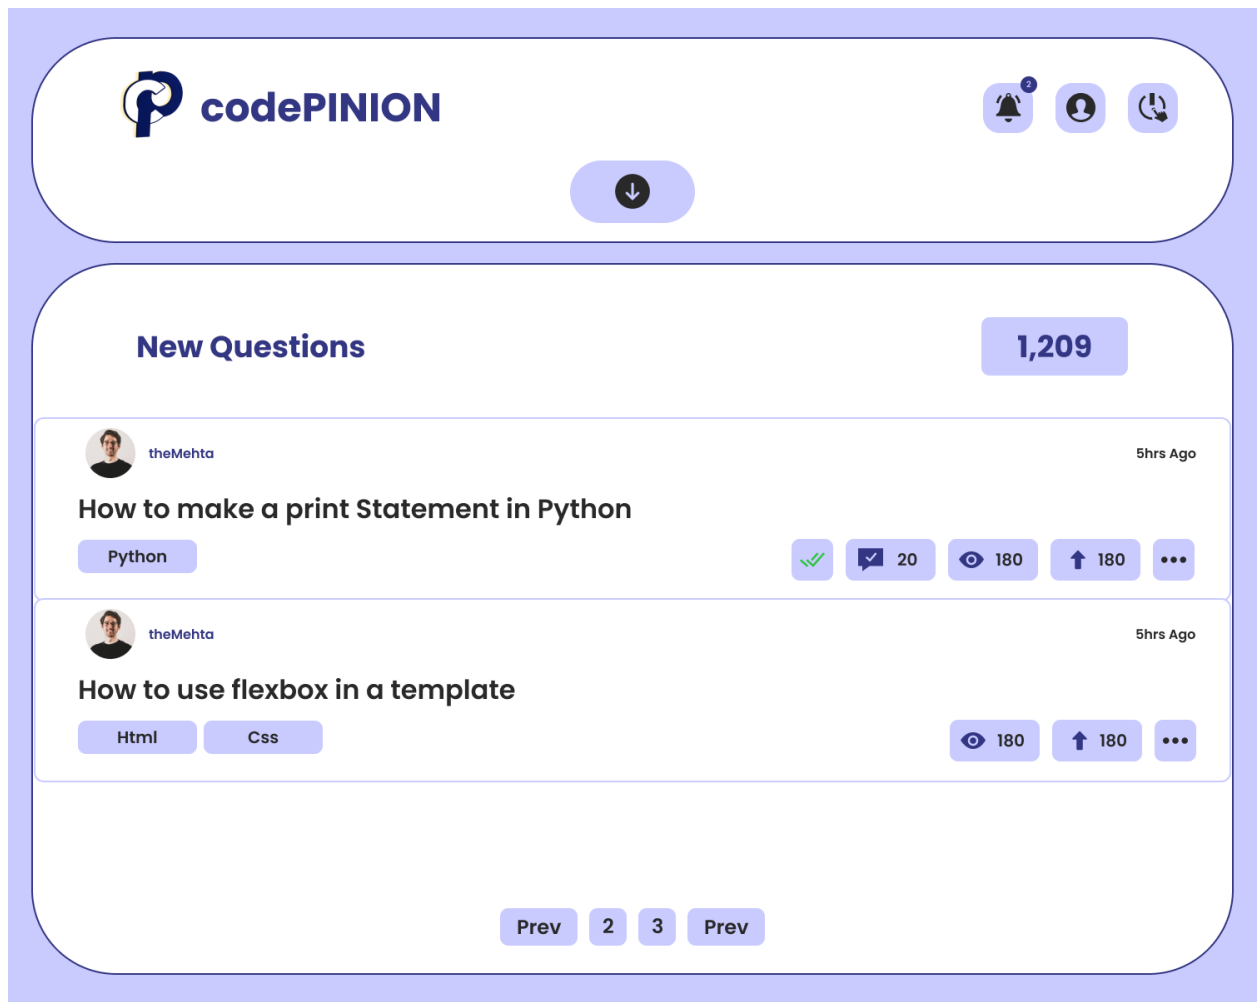 codePINION
2
New Questions
1,209
theMehta
5hrs Ago
How to make a print Statement in Python
Python
20
180
180
theMehta
5hrs Ago
How to use flexbox in a template
Html
Css
180
180
Prev
2
3
Prev